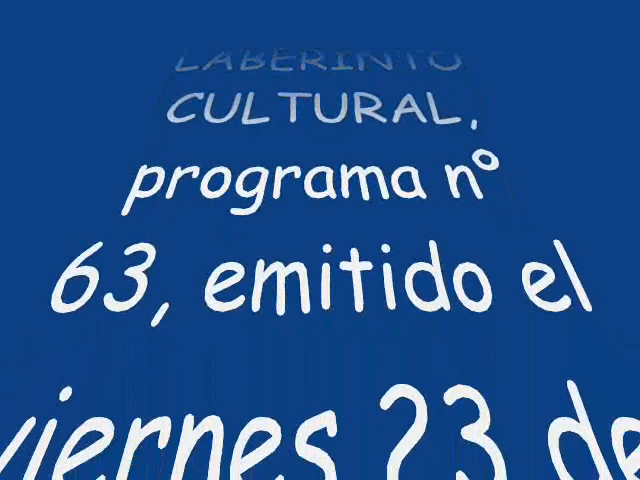 LABERINTO
CULTURAL,
programa nº
63, emitido el
viernes 23 de